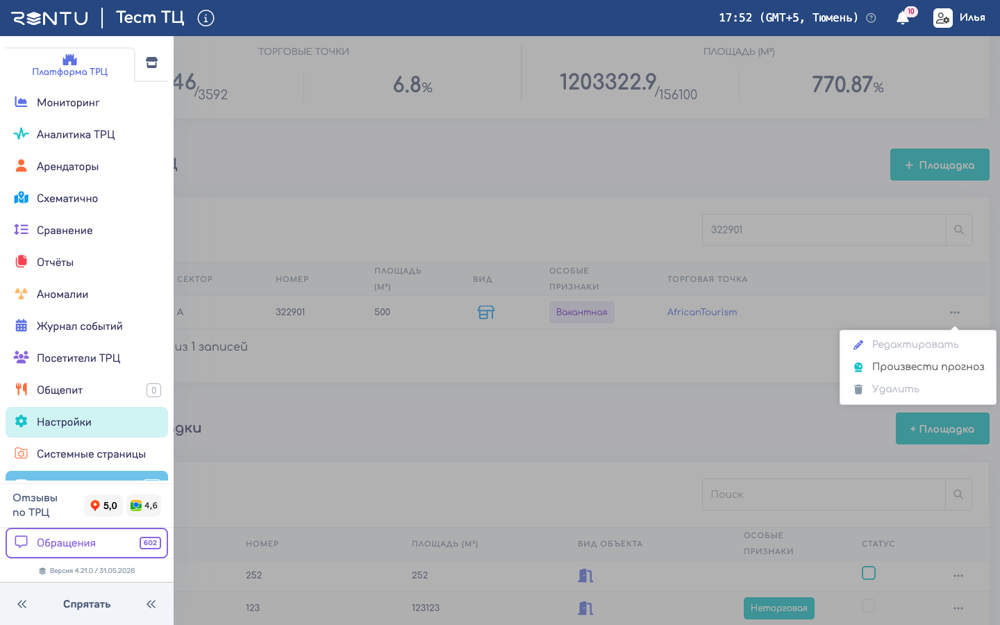 RENTU
Тест ТЦ
17:52 (GMT+5, Тюмень)
10
Илья
Платформа ТРЦ
Мониторинг
Аналитика ТРЦ
Арендаторы
Схематично
Сравнение
Отчёты
Аномалии
Журнал событий
Посетители ТРЦ
Общепит
0
Настройки
Системные страницы
Отзывы
по ТРЦ
5,0
4,6
Обращения
602
Версия 4.21.0 / 31.05.2026
Спрятать
ТОРГОВЫЕ ТОЧКИ
ПЛОЩАДЬ (М²)
46/3592
6.8%
1203322.9/156100
770.87%
+ Площадка
322901
СЕКТОР
НОМЕР
ПЛОЩАДЬ
(М²)
ВИД
ОСОБЫЕ
ПРИЗНАКИ
ТОРГОВАЯ ТОЧКА
А
322901
500
Вакантная
AfricanTourism
из 1 записей
Редактировать
Произвести прогноз
Удалить
+ Площадка
Поиск
НОМЕР
ПЛОЩАДЬ (М²)
ВИД ОБЪЕКТА
ОСОБЫЕ
ПРИЗНАКИ
СТАТУС
252
252
123
123123
Неторговая